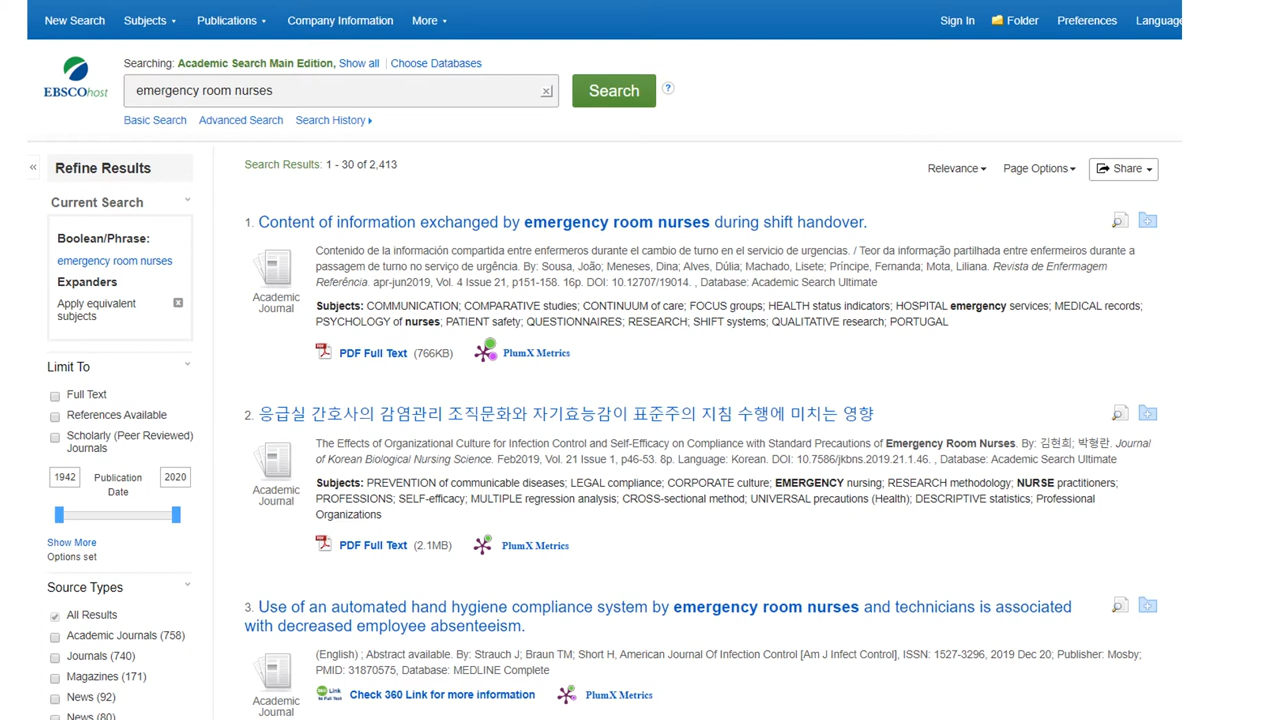 New Search Subjects Publications Company Information More Sign In Folder Preferences Language
Searching: Academic Search Main Edition, Show all Choose Databases
EBSCOhost
emergency room nurses
Search
?
Basic Search Advanced Search Search History
Refine Results
Current Search
Boolean/Phrase:
emergency room nurses
Expanders
Apply equivalent
subjects
Limit To
Full Text
References Available
Scholarly (Peer Reviewed)
Journals
1942 Publication 2020
Date
Show More
Options set
Source Types
All Results
Academic Journals (758)
Journals (740)
Magazines (171)
News (92)
News (80)
Search Results: 1 - 30 of 2,413
Relevance Page Options Share
1. Content of information exchanged by emergency room nurses during shift handover.
Contenido de la información compartida entre enfermeros durante el cambio de turno en el servicio de urgencias. / Teor da informação partilhada entre enfermeiros durante a
passagem de turno no serviço de urgência. By: Sousa, João; Meneses, Dina; Alves, Dúlia; Machado, Lisete; Príncipe, Fernanda; Mota, Liliana. Revista de Enfermagem
Referência. apr-jun2019, Vol. 4 Issue 21, p151-158. 16p. DOI: 10.12707/19014. , Database: Academic Search Ultimate
Academic
Journal
Subjects: COMMUNICATION; COMPARATIVE studies; CONTINUUM of care; FOCUS groups; HEALTH status indicators; HOSPITAL emergency services; MEDICAL records;
PSYCHOLOGY of nurses; PATIENT safety; QUESTIONNAIRES; RESEARCH; SHIFT systems; QUALITATIVE research; PORTUGAL
PDF Full Text (766KB) PlumX Metrics
2. 응급실 간호사의 감염관리 조직문화와 자기효능감이 표준주의 지침 수행에 미치는 영향
The Effects of Organizational Culture for Infection Control and Self-Efficacy on Compliance with Standard Precautions of Emergency Room Nurses. By: 김현희; 박형란. Journal
of Korean Biological Nursing Science. Feb2019, Vol. 21 Issue 1, p46-53. 8p. Language: Korean. DOI: 10.7586/jkbns.2019.21.1.46. , Database: Academic Search Ultimate
Academic
Journal
Subjects: PREVENTION of communicable diseases; LEGAL compliance; CORPORATE culture; EMERGENCY nursing; RESEARCH methodology; NURSE practitioners;
PROFESSIONS; SELF-efficacy; MULTIPLE regression analysis; CROSS-sectional method; UNIVERSAL precautions (Health); DESCRIPTIVE statistics; Professional
Organizations
PDF Full Text (2.1MB) PlumX Metrics
3. Use of an automated hand hygiene compliance system by emergency room nurses and technicians is associated
with decreased employee absenteeism.
(English) ; Abstract available. By: Strauch J; Braun TM; Short H, American Journal Of Infection Control [Am J Infect Control], ISSN: 1527-3296, 2019 Dec 20; Publisher: Mosby;
PMID: 31870575, Database: MEDLINE Complete
Academic
Journal
Check 360 Link for more information PlumX Metrics